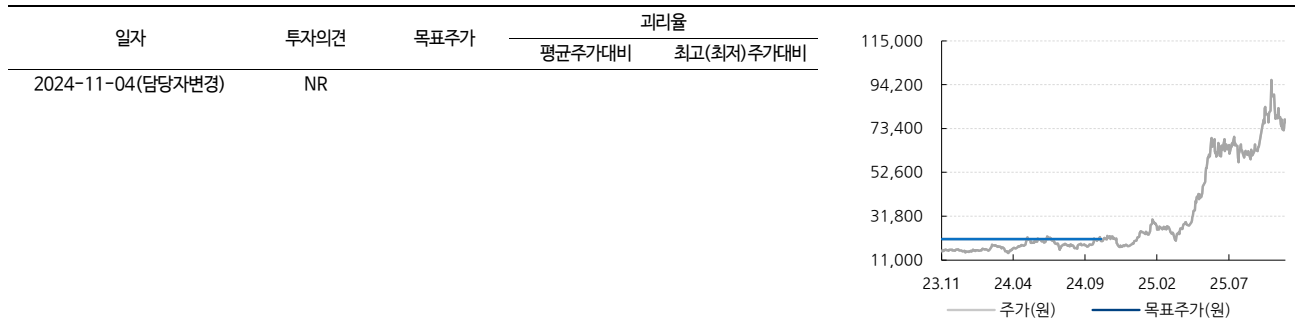 일자 투자의견 목표주가 괴리율
평균주가대비 최고(최저)주가대비
2024-11-04(담당자변경) NR
115,000
94,200
73,400
52,600
31,800
11,000
23.11 24.04 24.09 25.02 25.07
주가(원) 목표주가(원)